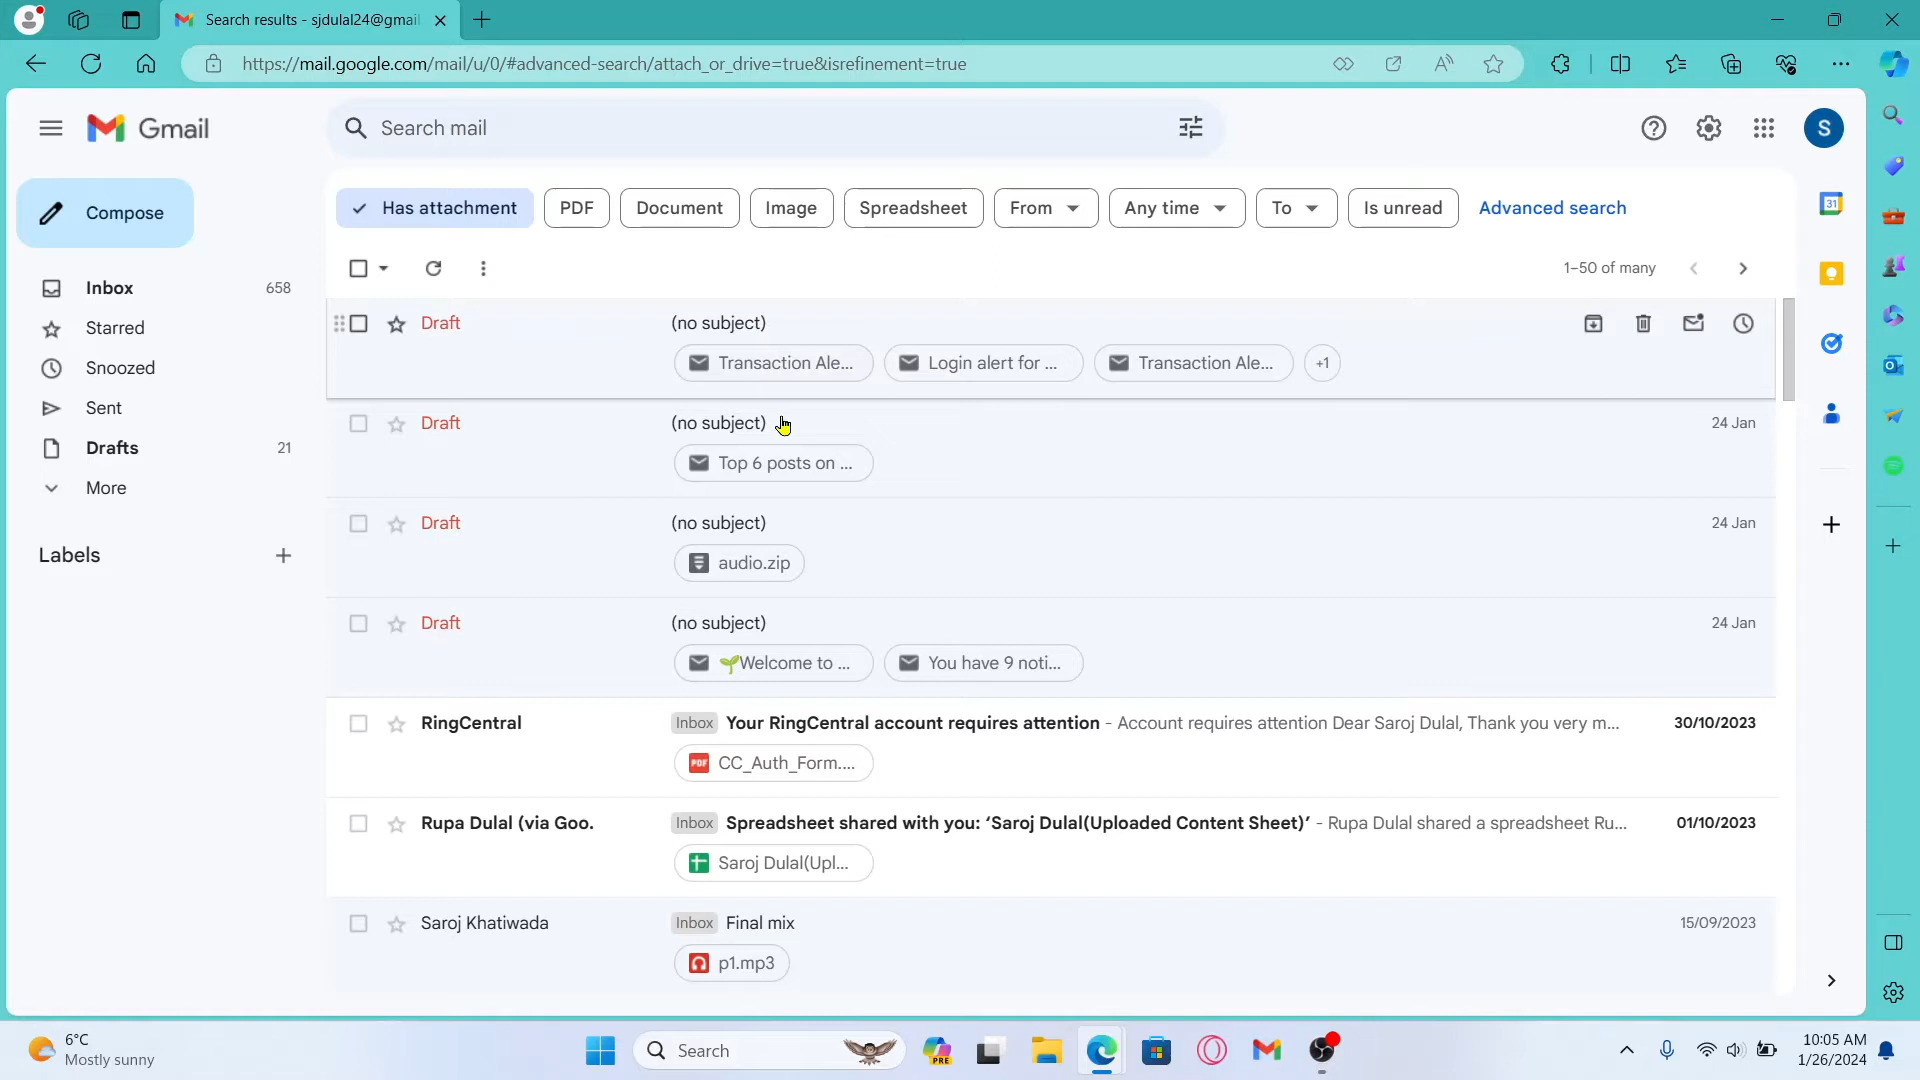 Search results - sjdulal24@gmail
https://mail.google.com/mail/u/0/#advanced-search/attach_or_drive=true&isrefinement=true
Gmail
Search mail
S
Compose
Has attachment
PDF
Document
Image
Spreadsheet
From
Any time
To
Is unread
Advanced search
31
1–50 of many
Inbox 658
Starred
Snoozed
Sent
Drafts 21
More
Labels
Draft (no subject)
Transaction Ale... Login alert for ... Transaction Ale... +1
Draft (no subject) 24 Jan
Top 6 posts on ...
Draft (no subject) 24 Jan
audio.zip
Draft (no subject) 24 Jan
🌱Welcome to ... You have 9 noti...
RingCentral Inbox Your RingCentral account requires attention - Account requires attention Dear Saroj Dulal, Thank you very m... 30/10/2023
PDF CC_Auth_Form....
Rupa Dulal (via Goo. Inbox Spreadsheet shared with you: ‘Saroj Dulal(Uploaded Content Sheet)’ - Rupa Dulal shared a spreadsheet Ru... 01/10/2023
Saroj Dulal(Upl...
Saroj Khatiwada Inbox Final mix 15/09/2023
p1.mp3
6°C
Mostly sunny
Search
PRE
10:05 AM
1/26/2024